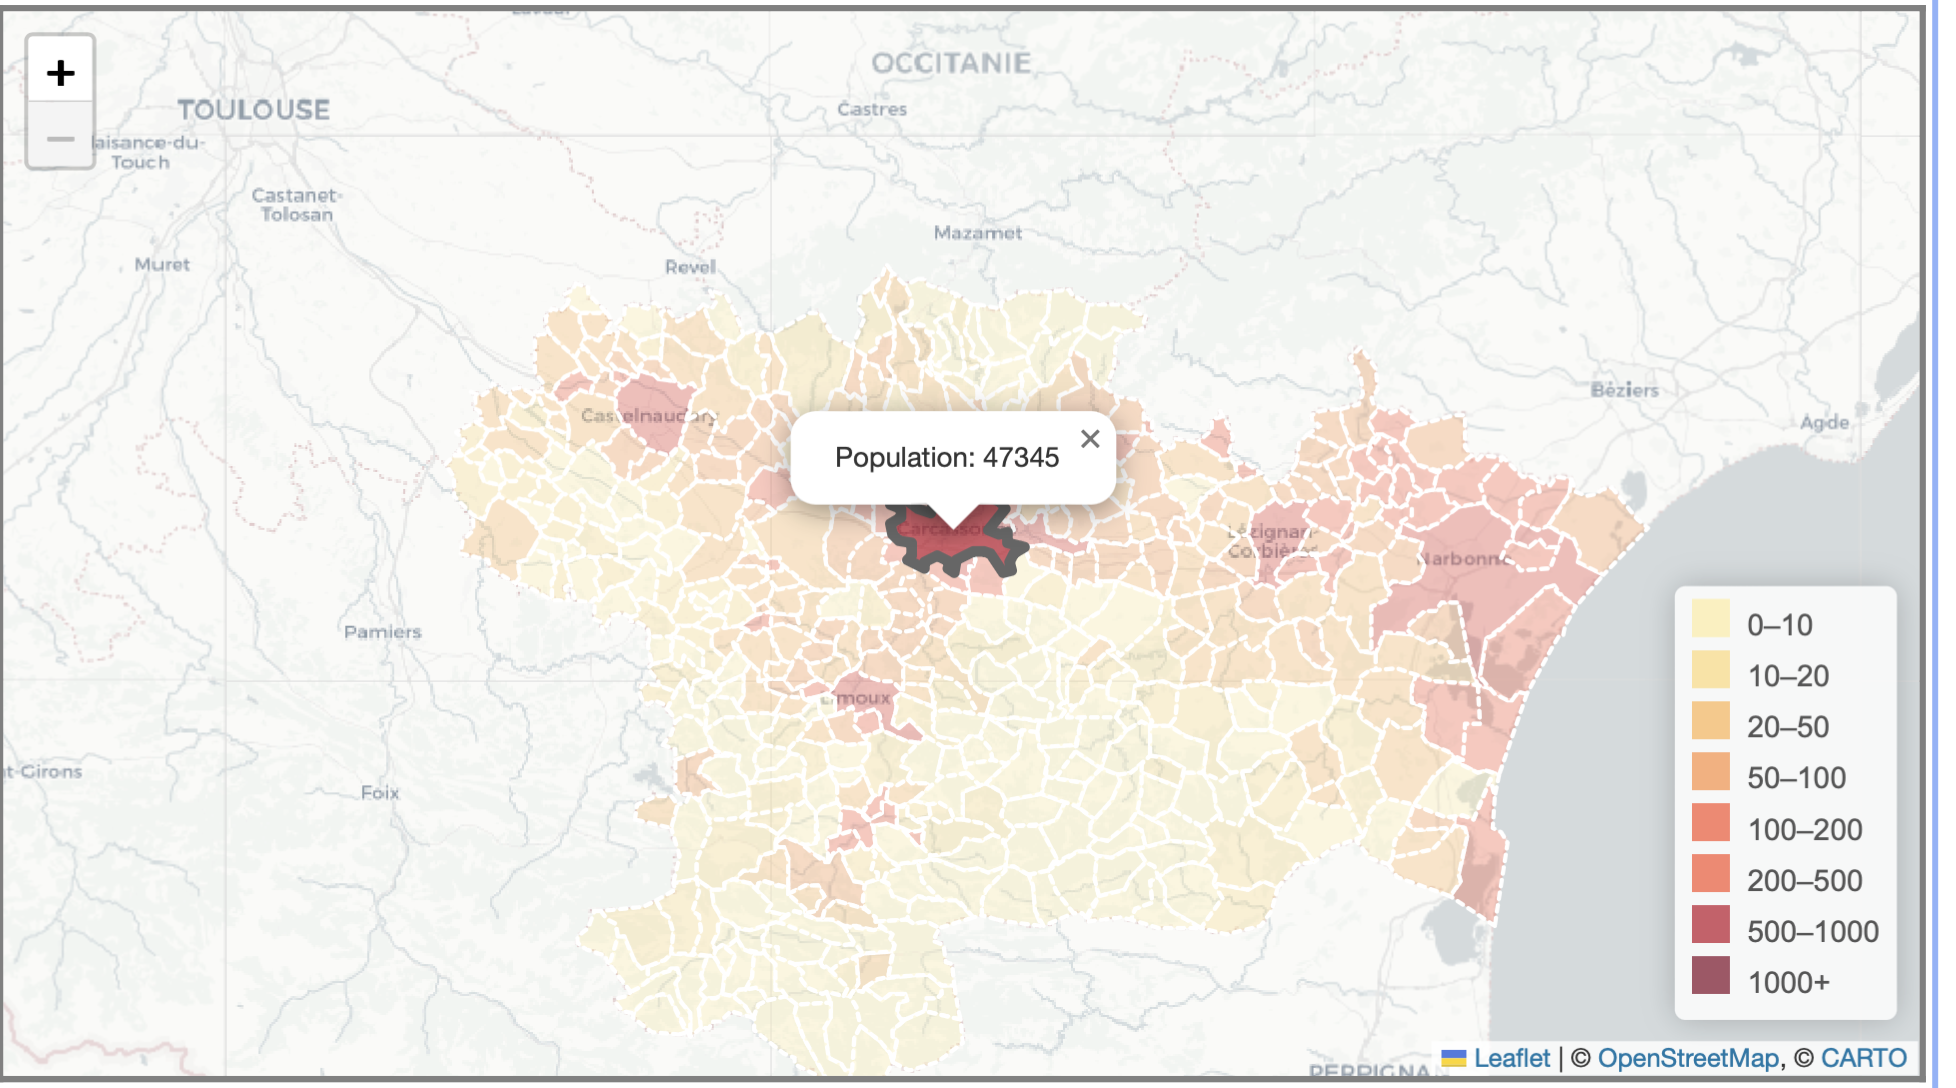 +
−
OCCITANIE
TOULOUSE
Castres
aisance-du-
Touch
Castanet-
Tolosan
Mazamet
Muret
Revel
Béziers
Agde
Castelnaudary
Population: 47345
×
Carcasso
Lézignan-
Corbières
Narbonne
Pamiers
Limoux
t-Girons
Foix
0–10
10–20
20–50
50–100
100–200
200–500
500–1000
1000+
PERPIGNA
Leaflet | © OpenStreetMap, © CARTO